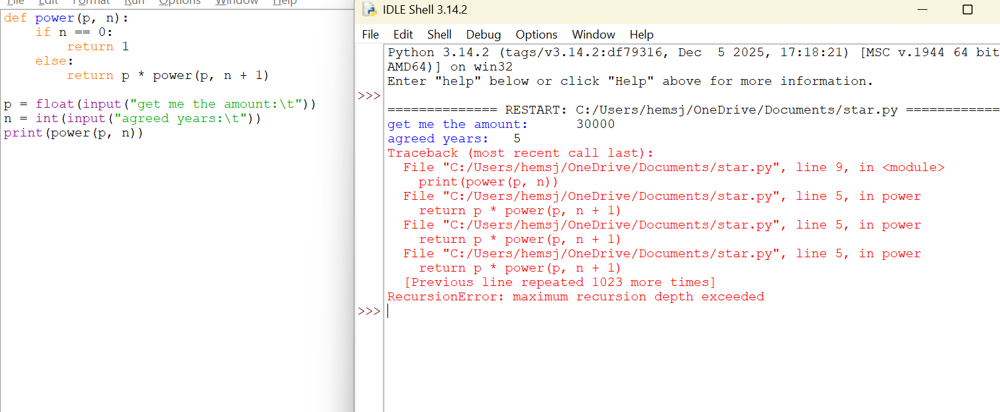 File Edit Format Run Options Window Help
def power(p, n):
    if n == 0:
        return 1
    else:
        return p * power(p, n + 1)
p = float(input("get me the amount:\t"))
n = int(input("agreed years:\t"))
print(power(p, n))
IDLE Shell 3.14.2
File Edit Shell Debug Options Window Help
Python 3.14.2 (tags/v3.14.2:df79316, Dec  5 2025, 17:18:21) [MSC v.1944 64 bit
AMD64)] on win32
Enter "help" below or click "Help" above for more information.
>>>
============== RESTART: C:/Users/hemsj/OneDrive/Documents/star.py ============
get me the amount:	30000
agreed years:	5
Traceback (most recent call last):
  File "C:/Users/hemsj/OneDrive/Documents/star.py", line 9, in <module>
    print(power(p, n))
  File "C:/Users/hemsj/OneDrive/Documents/star.py", line 5, in power
    return p * power(p, n + 1)
  File "C:/Users/hemsj/OneDrive/Documents/star.py", line 5, in power
    return p * power(p, n + 1)
  File "C:/Users/hemsj/OneDrive/Documents/star.py", line 5, in power
    return p * power(p, n + 1)
  [Previous line repeated 1023 more times]
RecursionError: maximum recursion depth exceeded
>>>